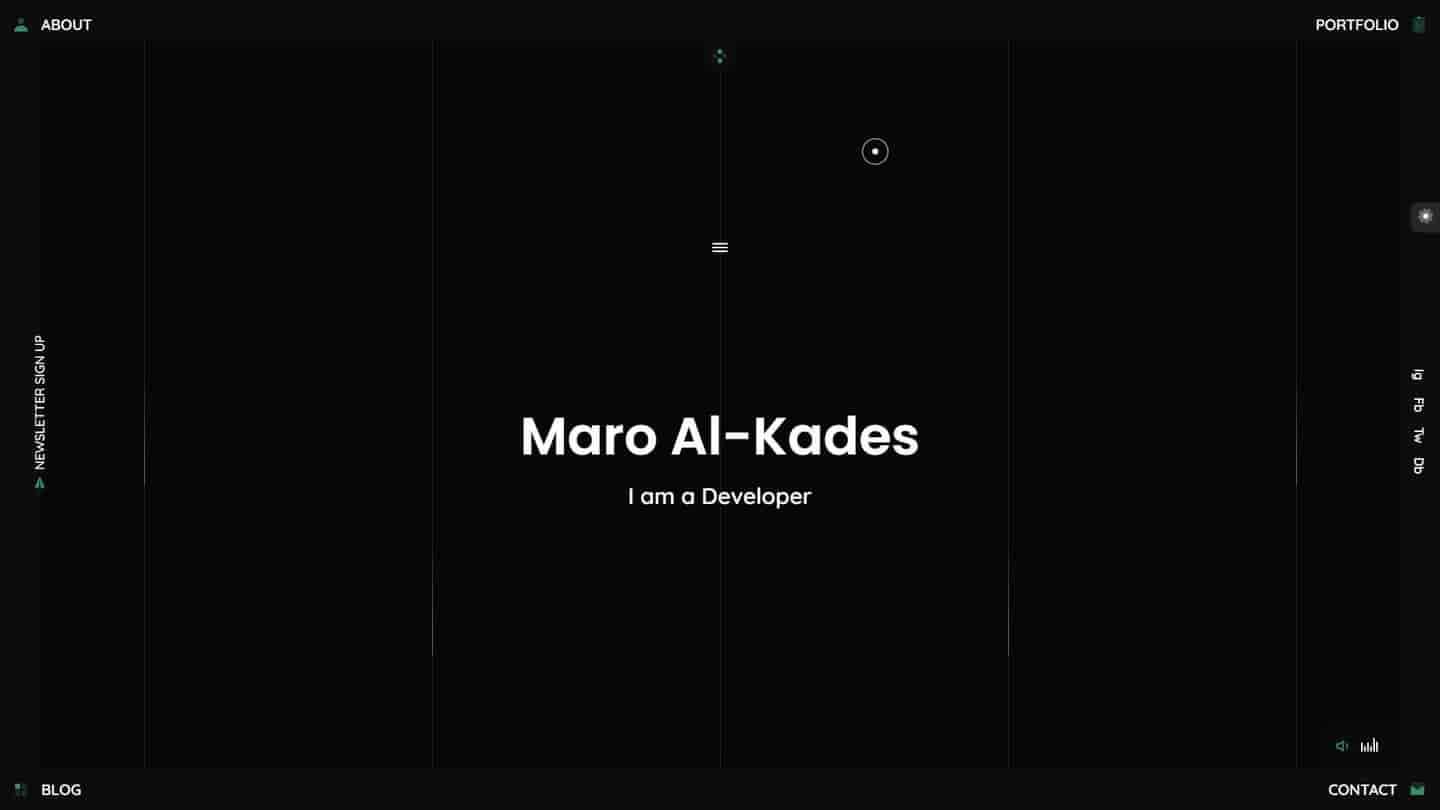 ABOUT
PORTFOLIO
NEWSLETTER SIGN UP
Maro Al-Kades
I am a Developer
Ig
Fb
Tw
Db
BLOG
CONTACT